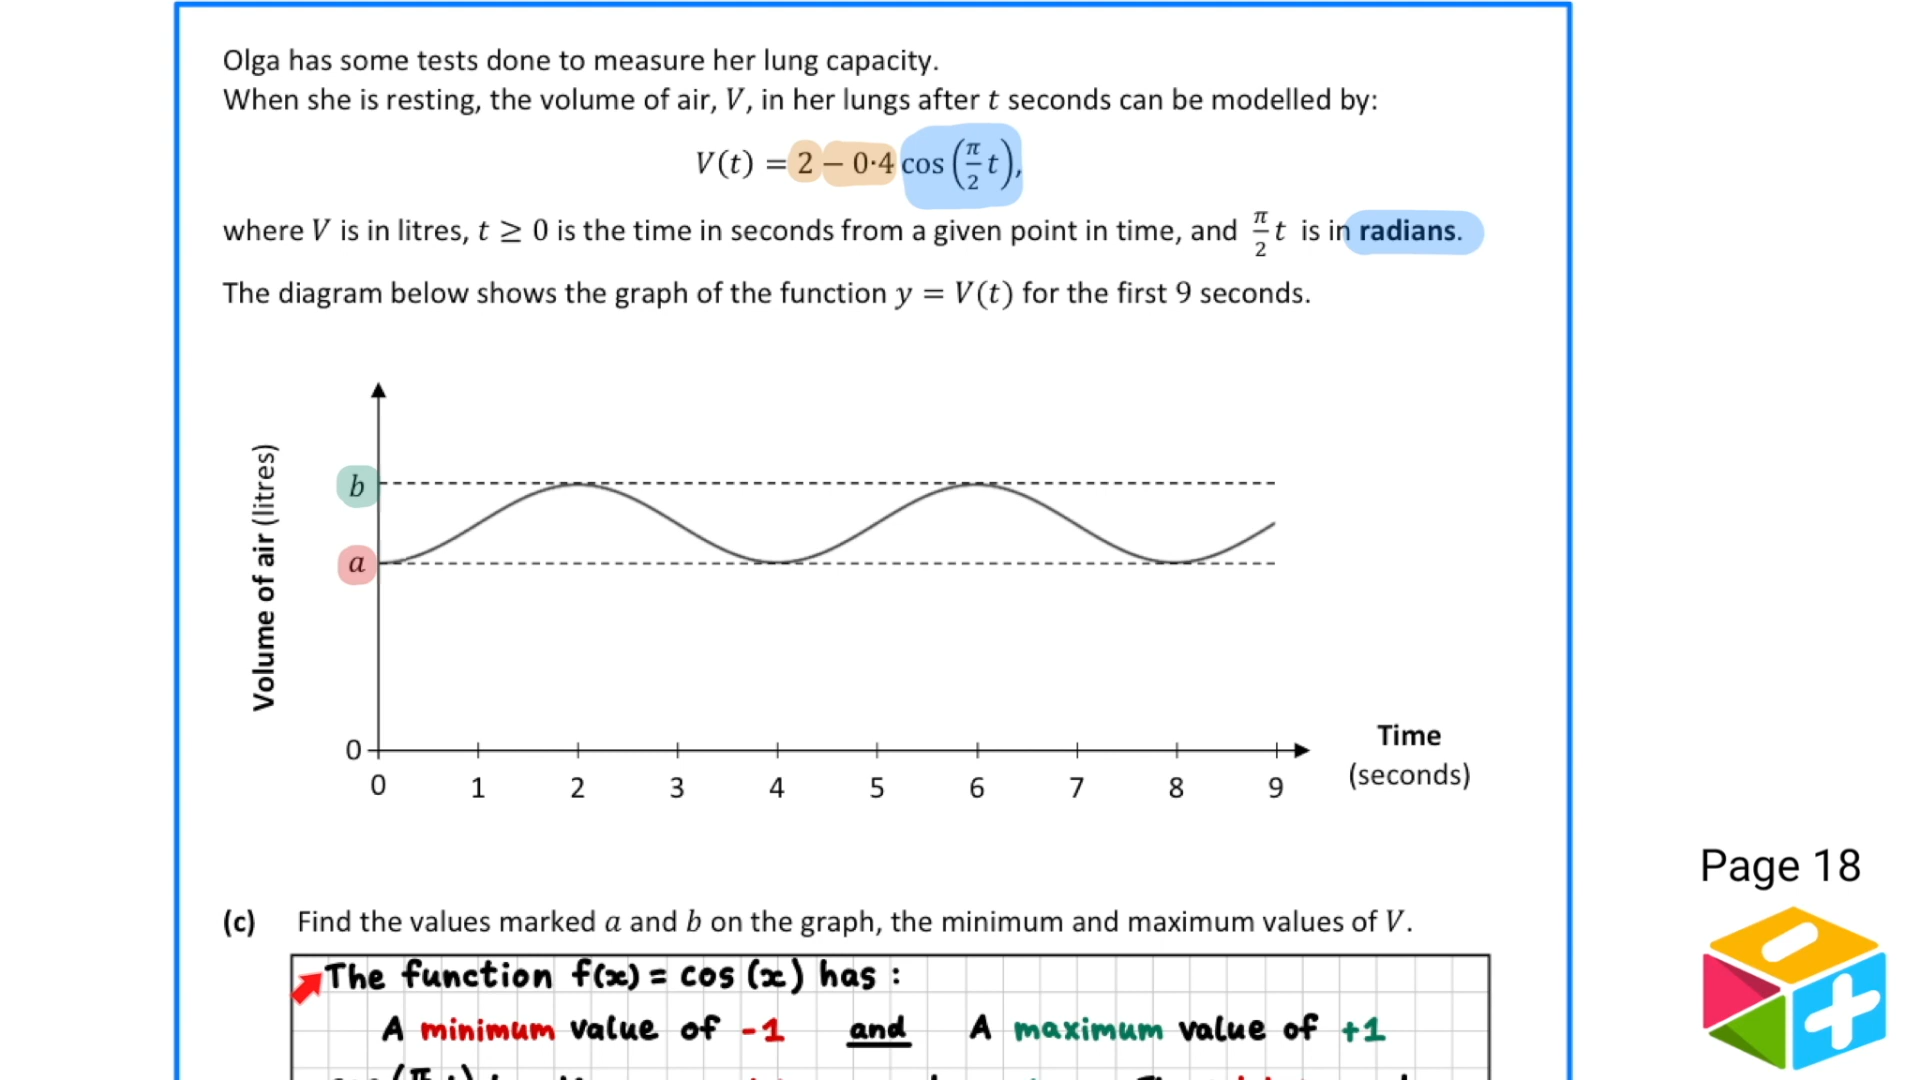 Olga has some tests done to measure her lung capacity.
When she is resting, the volume of air, V, in her lungs after t seconds can be modelled by:
V(t) = 2 − 0·4 cos (π/2 t),
where V is in litres, t ≥ 0 is the time in seconds from a given point in time, and π/2 t is in radians.
The diagram below shows the graph of the function y = V(t) for the first 9 seconds.
Volume of air (litres)
b
a
0
0 1 2 3 4 5 6 7 8 9
Time
(seconds)
Page 18
(c) Find the values marked a and b on the graph, the minimum and maximum values of V.
The function f(x) = cos (x) has :
A minimum value of -1 and A maximum value of +1